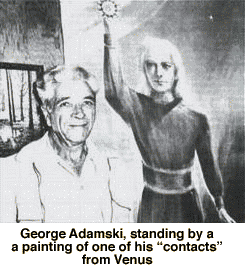 George Adamski, standing by a
a painting of one of his “contacts”
from Venus